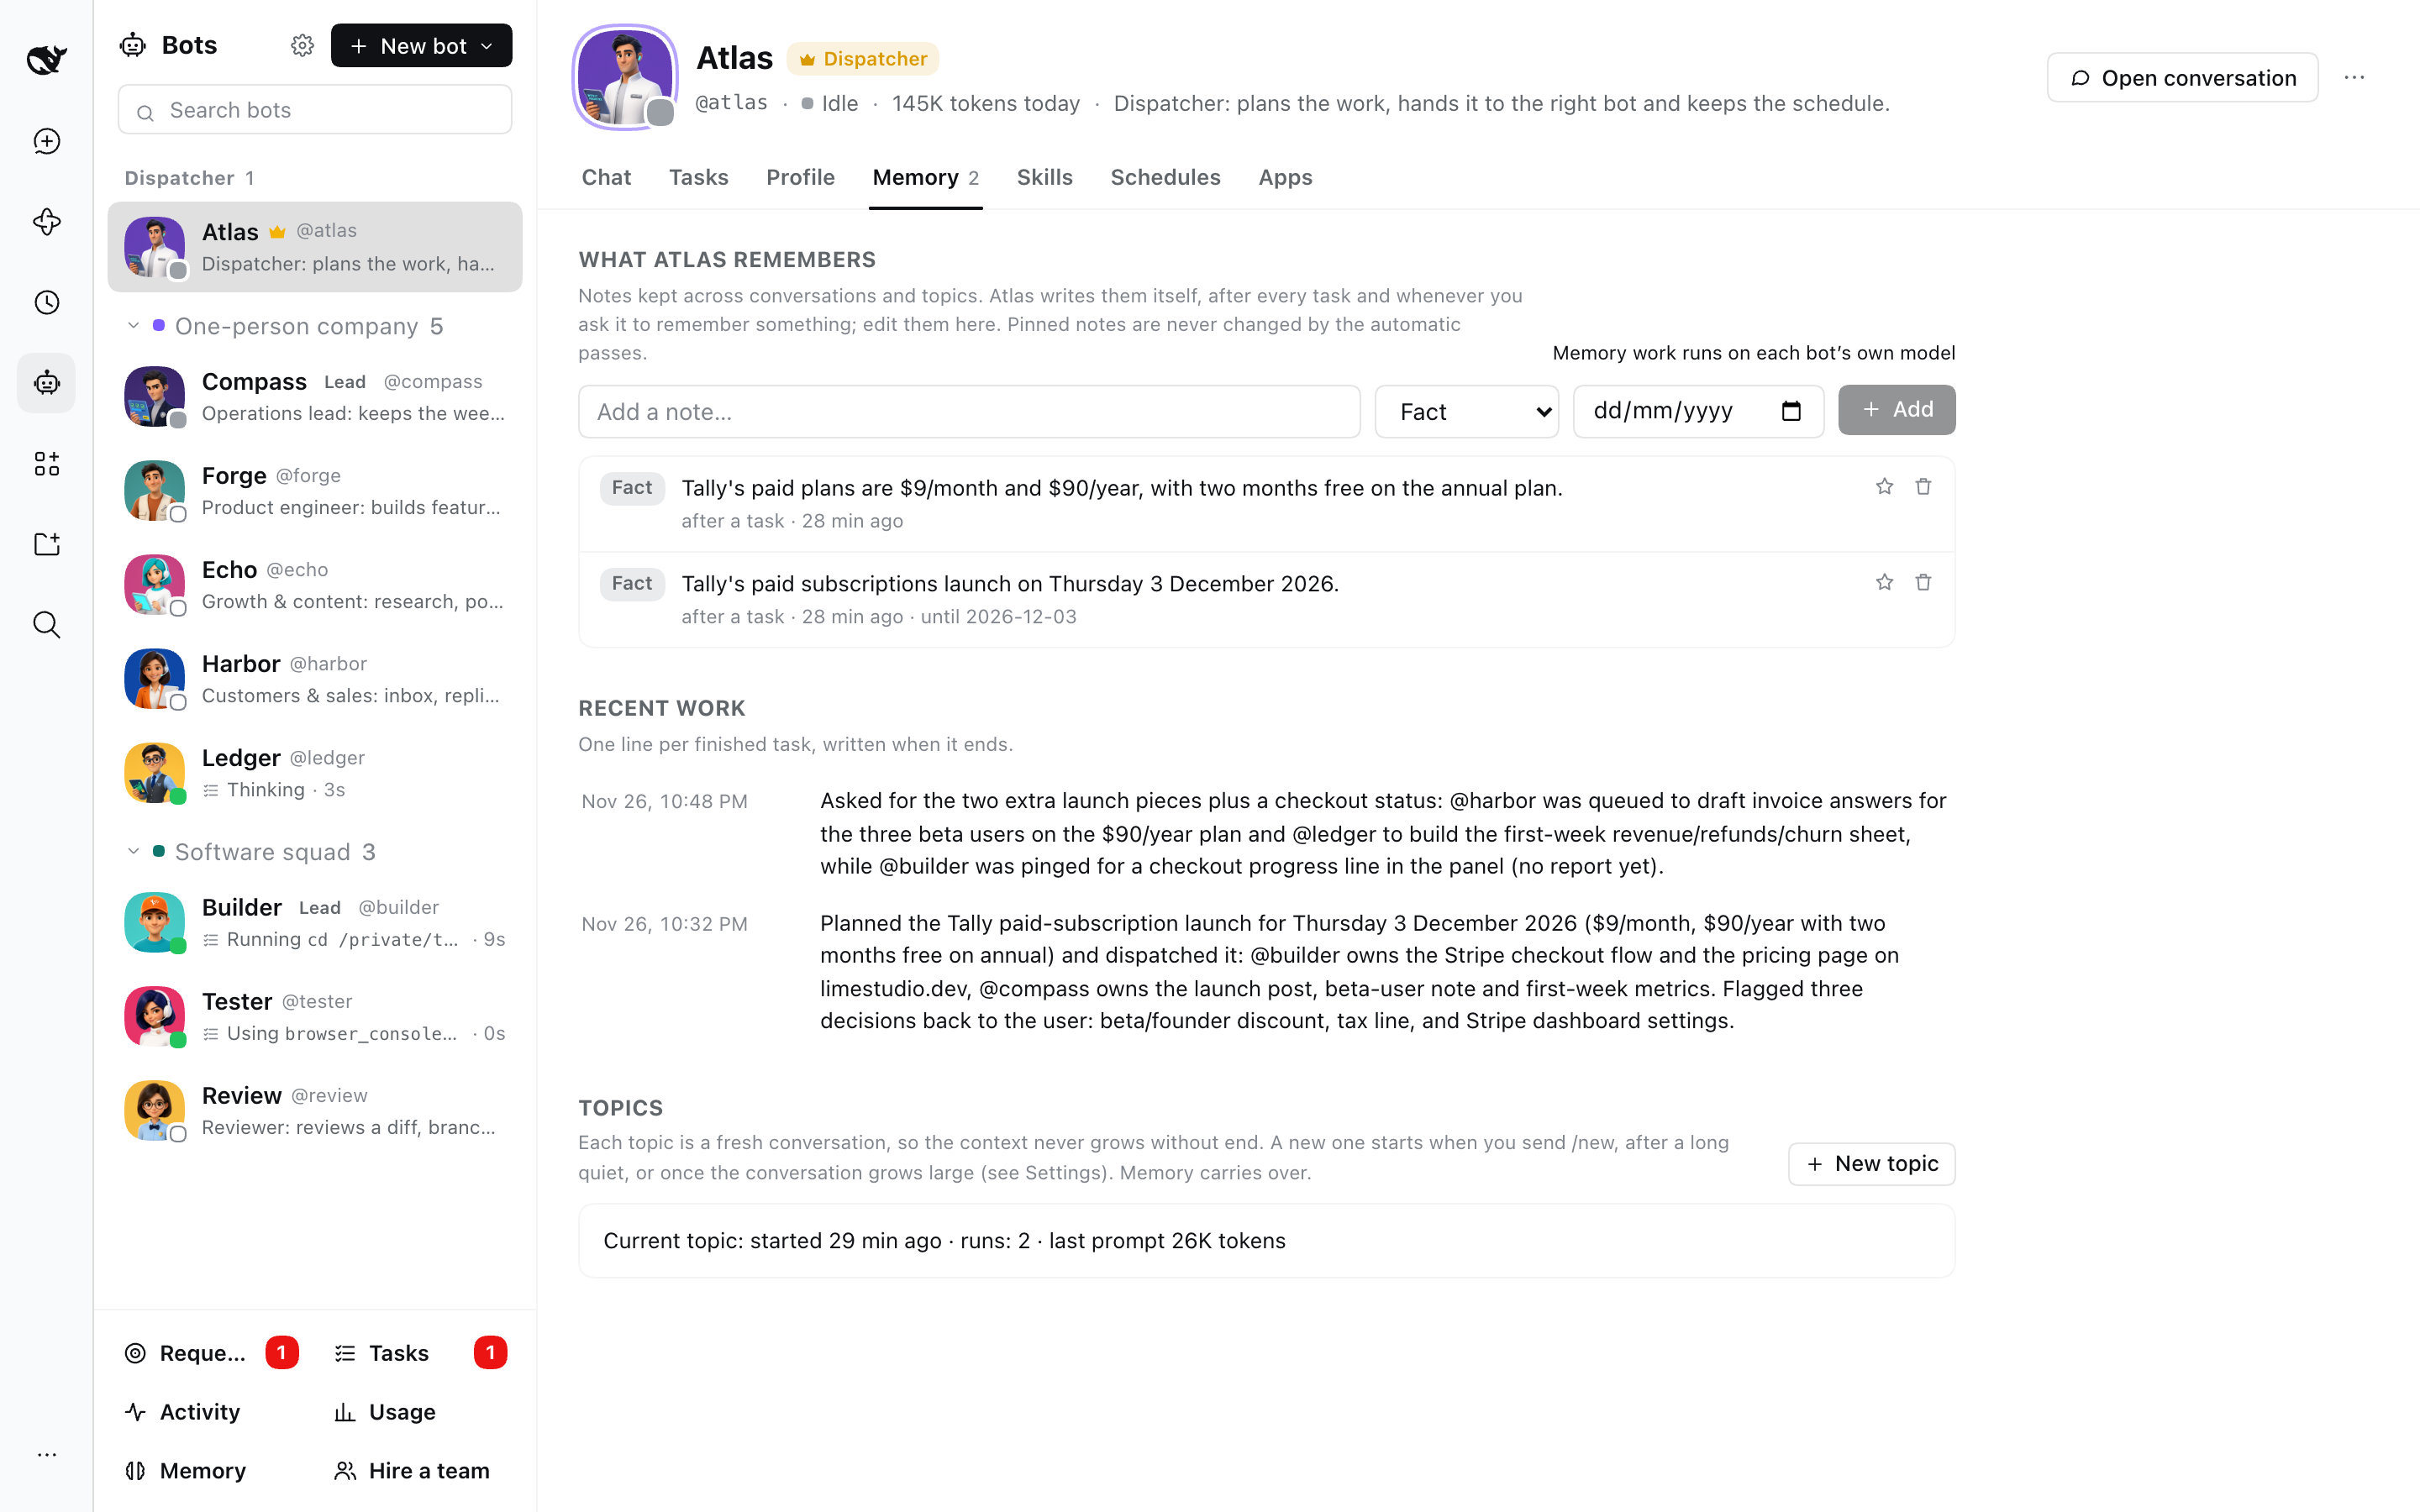 Bots
New bot
Search bots
Dispatcher 1
Atlas @atlas
Dispatcher: plans the work, ha...
One-person company 5
Compass Lead @compass
Operations lead: keeps the wee...
Forge @forge
Product engineer: builds featur...
Echo @echo
Growth & content: research, po...
Harbor @harbor
Customers & sales: inbox, repli...
Ledger @ledger
Thinking · 3s
Software squad 3
Builder Lead @builder
Running cd /private/t... · 9s
Tester @tester
Using browser_console... · 0s
Review @review
Reviewer: reviews a diff, branc...
Reque... 1
Tasks 1
Activity
Usage
Memory
Hire a team
Atlas Dispatcher
@atlas · Idle · 145K tokens today · Dispatcher: plans the work, hands it to the right bot and keeps the schedule.
Open conversation
Chat Tasks Profile Memory 2 Skills Schedules Apps
WHAT ATLAS REMEMBERS
Notes kept across conversations and topics. Atlas writes them itself, after every task and whenever you
ask it to remember something; edit them here. Pinned notes are never changed by the automatic
passes.
Memory work runs on each bot’s own model
Add a note...
Fact
dd/mm/yyyy
Add
Fact Tally's paid plans are $9/month and $90/year, with two months free on the annual plan.
after a task · 28 min ago
Fact Tally's paid subscriptions launch on Thursday 3 December 2026.
after a task · 28 min ago · until 2026-12-03
RECENT WORK
One line per finished task, written when it ends.
Nov 26, 10:48 PM
Asked for the two extra launch pieces plus a checkout status: @harbor was queued to draft invoice answers for
the three beta users on the $90/year plan and @ledger to build the first-week revenue/refunds/churn sheet,
while @builder was pinged for a checkout progress line in the panel (no report yet).
Nov 26, 10:32 PM
Planned the Tally paid-subscription launch for Thursday 3 December 2026 ($9/month, $90/year with two
months free on annual) and dispatched it: @builder owns the Stripe checkout flow and the pricing page on
limestudio.dev, @compass owns the launch post, beta-user note and first-week metrics. Flagged three
decisions back to the user: beta/founder discount, tax line, and Stripe dashboard settings.
TOPICS
Each topic is a fresh conversation, so the context never grows without end. A new one starts when you send /new, after a long
quiet, or once the conversation grows large (see Settings). Memory carries over.
New topic
Current topic: started 29 min ago · runs: 2 · last prompt 26K tokens